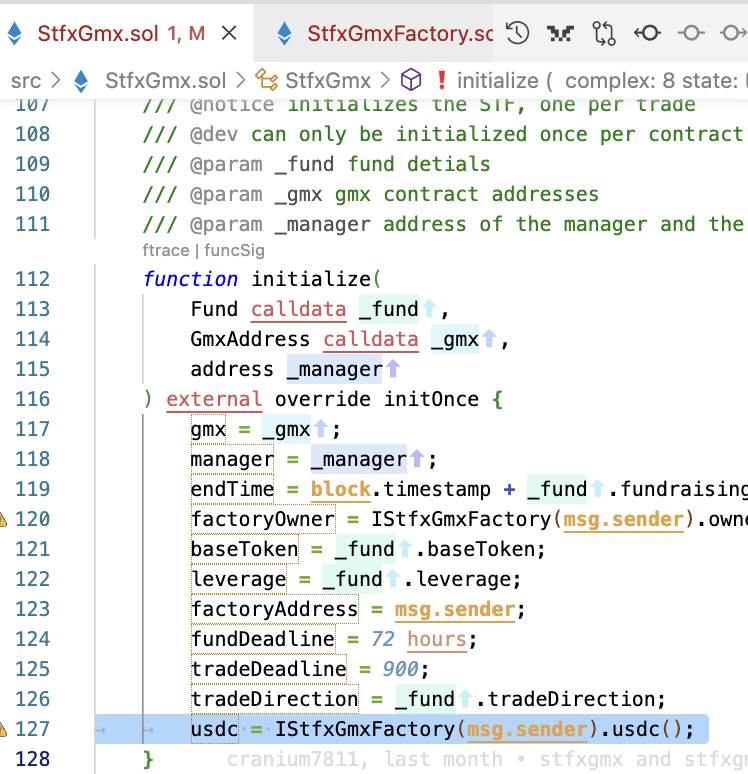 StfxGmx.sol 1, M × StfxGmxFactory.sc
src > StfxGmx.sol > StfxGmx > ! initialize ( complex: 8 state:
107 /// @notice initializes the STF, one per trade
108 /// @dev can only be initialized once per contract
109 /// @param _fund fund detials
110 /// @param _gmx gmx contract addresses
111 /// @param _manager address of the manager and the
ftrace | funcSig
112 function initialize(
113 Fund calldata _fund⬆,
114 GmxAddress calldata _gmx⬆,
115 address _manager⬆
116 ) external override initOnce {
117 gmx = _gmx⬆;
118 manager = _manager⬆;
119 endTime = block.timestamp + _fund⬆.fundraising
120 factoryOwner = IStfxGmxFactory(msg.sender).owne
121 baseToken = _fund⬆.baseToken;
122 leverage = _fund⬆.leverage;
123 factoryAddress = msg.sender;
124 fundDeadline = 72 hours;
125 tradeDeadline = 900;
126 tradeDirection = _fund⬆.tradeDirection;
127 usdc = IStfxGmxFactory(msg.sender).usdc();
128 } cranium7811, last month • stfxgmx and stfxgm